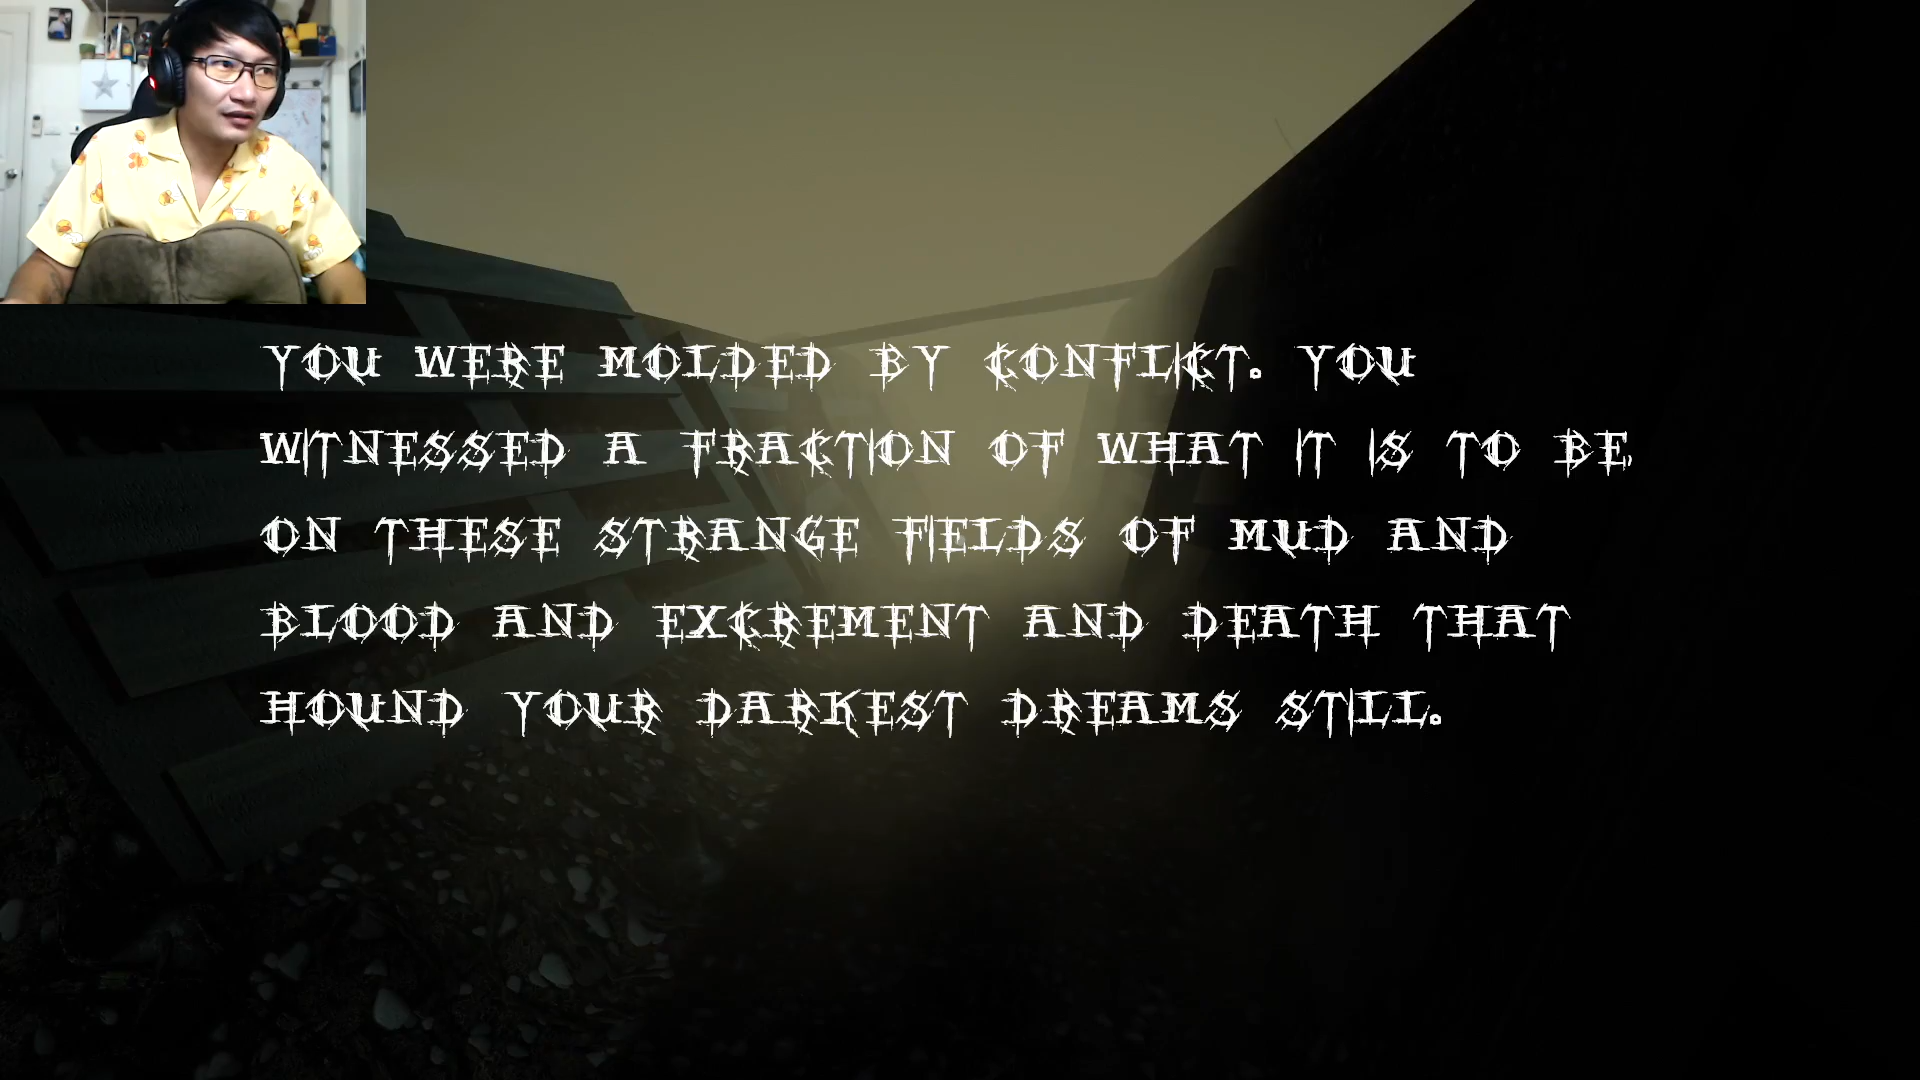 YOU WERE MOLDED BY CONFLICT. YOU
WITNESSED A FRACTION OF WHAT IT IS TO BE
ON THESE STRANGE FIELDS OF MUD AND
BLOOD AND EXCREMENT AND DEATH THAT
HOUND YOUR DARKEST DREAMS STILL.